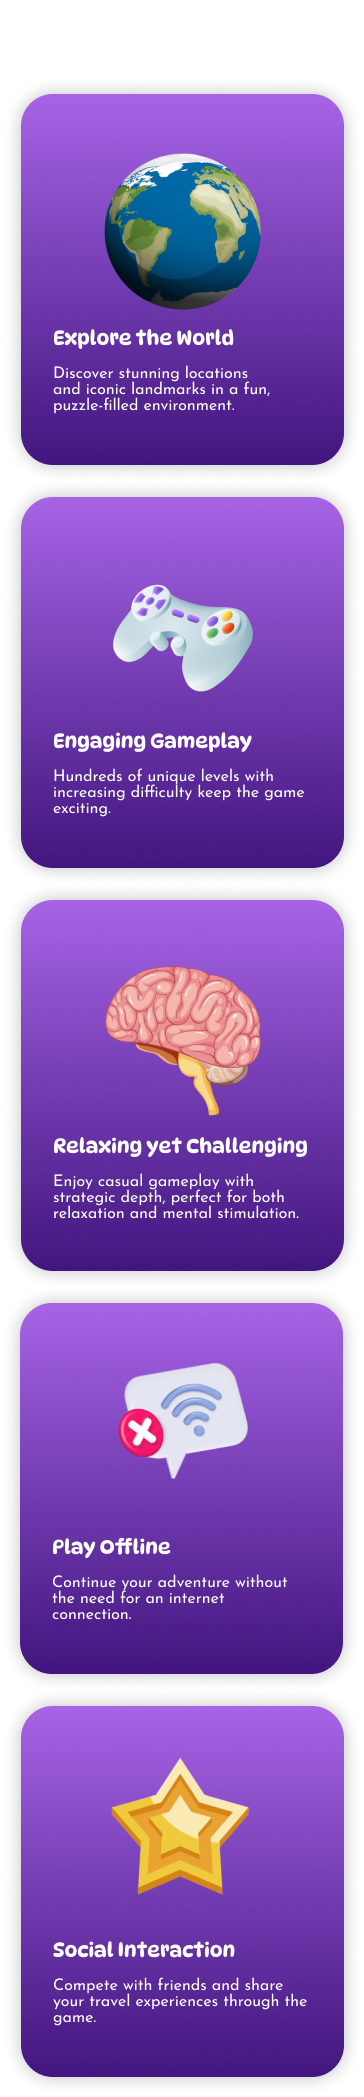 Explore the World
Discover stunning locations
and iconic landmarks in a fun,
puzzle-filled environment.
Engaging Gameplay
Hundreds of unique levels with
increasing difficulty keep the game
exciting.
Relaxing yet Challenging
Enjoy casual gameplay with
strategic depth, perfect for both
relaxation and mental stimulation.
Play Offline
Continue your adventure without
the need for an internet
connection.
Social Interaction
Compete with friends and share
your travel experiences through the
game.